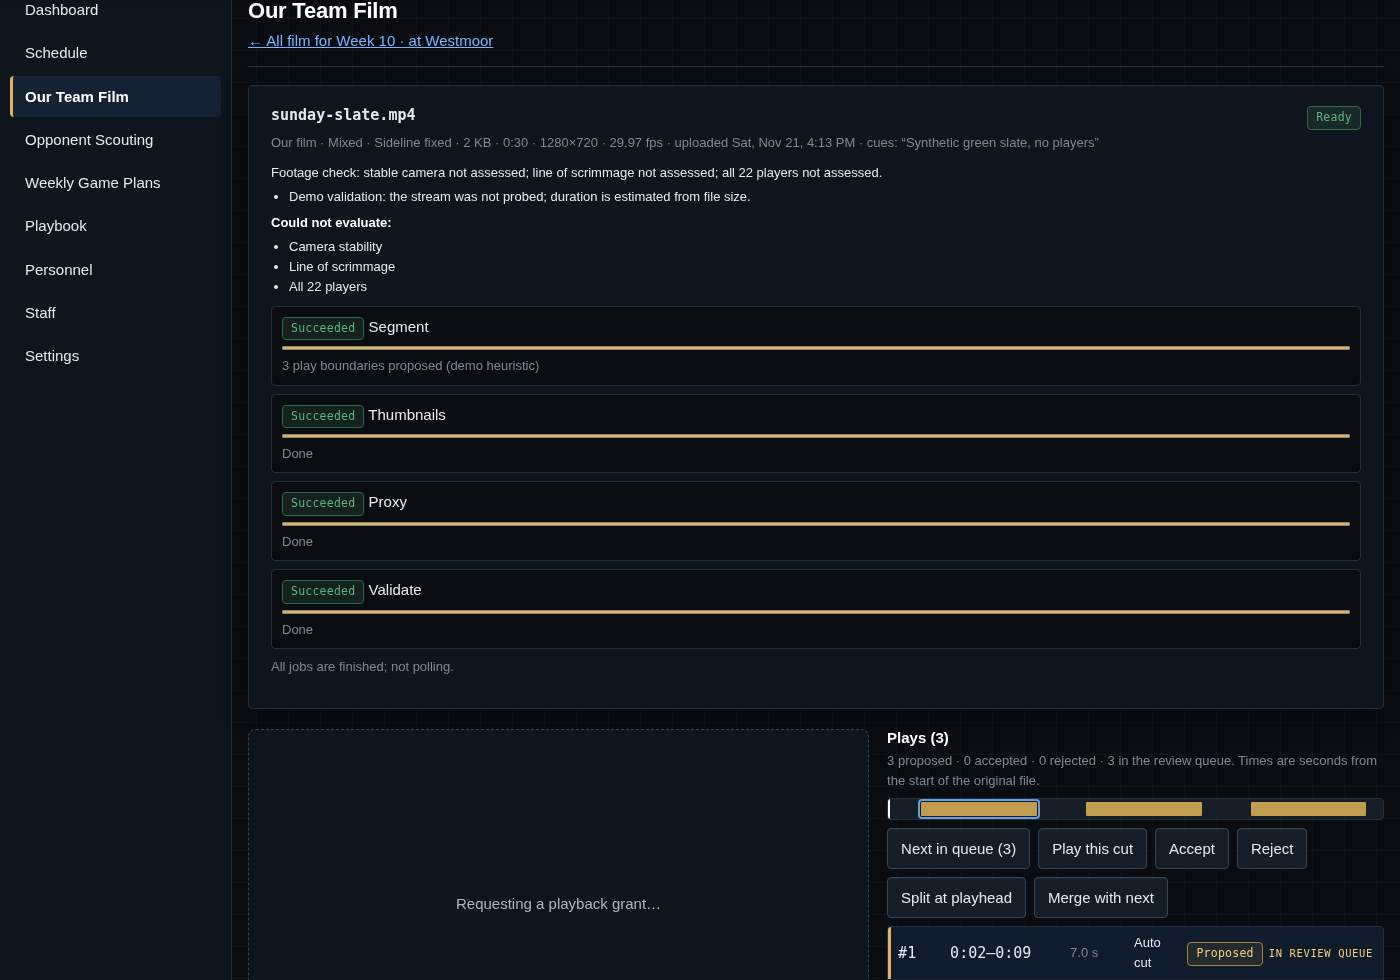 Dashboard
Schedule
Our Team Film
Opponent Scouting
Weekly Game Plans
Playbook
Personnel
Staff
Settings
Our Team Film
← All film for Week 10 · at Westmoor
sunday-slate.mp4
Ready
Our film · Mixed · Sideline fixed · 2 KB · 0:30 · 1280×720 · 29.97 fps · uploaded Sat, Nov 21, 4:13 PM · cues: “Synthetic green slate, no players”
Footage check: stable camera not assessed; line of scrimmage not assessed; all 22 players not assessed.
• Demo validation: the stream was not probed; duration is estimated from file size.
Could not evaluate:
• Camera stability
• Line of scrimmage
• All 22 players
Succeeded Segment
3 play boundaries proposed (demo heuristic)
Succeeded Thumbnails
Done
Succeeded Proxy
Done
Succeeded Validate
Done
All jobs are finished; not polling.
Requesting a playback grant…
Plays (3)
3 proposed · 0 accepted · 0 rejected · 3 in the review queue. Times are seconds from
the start of the original file.
Next in queue (3) Play this cut Accept Reject
Split at playhead Merge with next
#1 0:02–0:09 7.0 s Auto cut Proposed IN REVIEW QUEUE